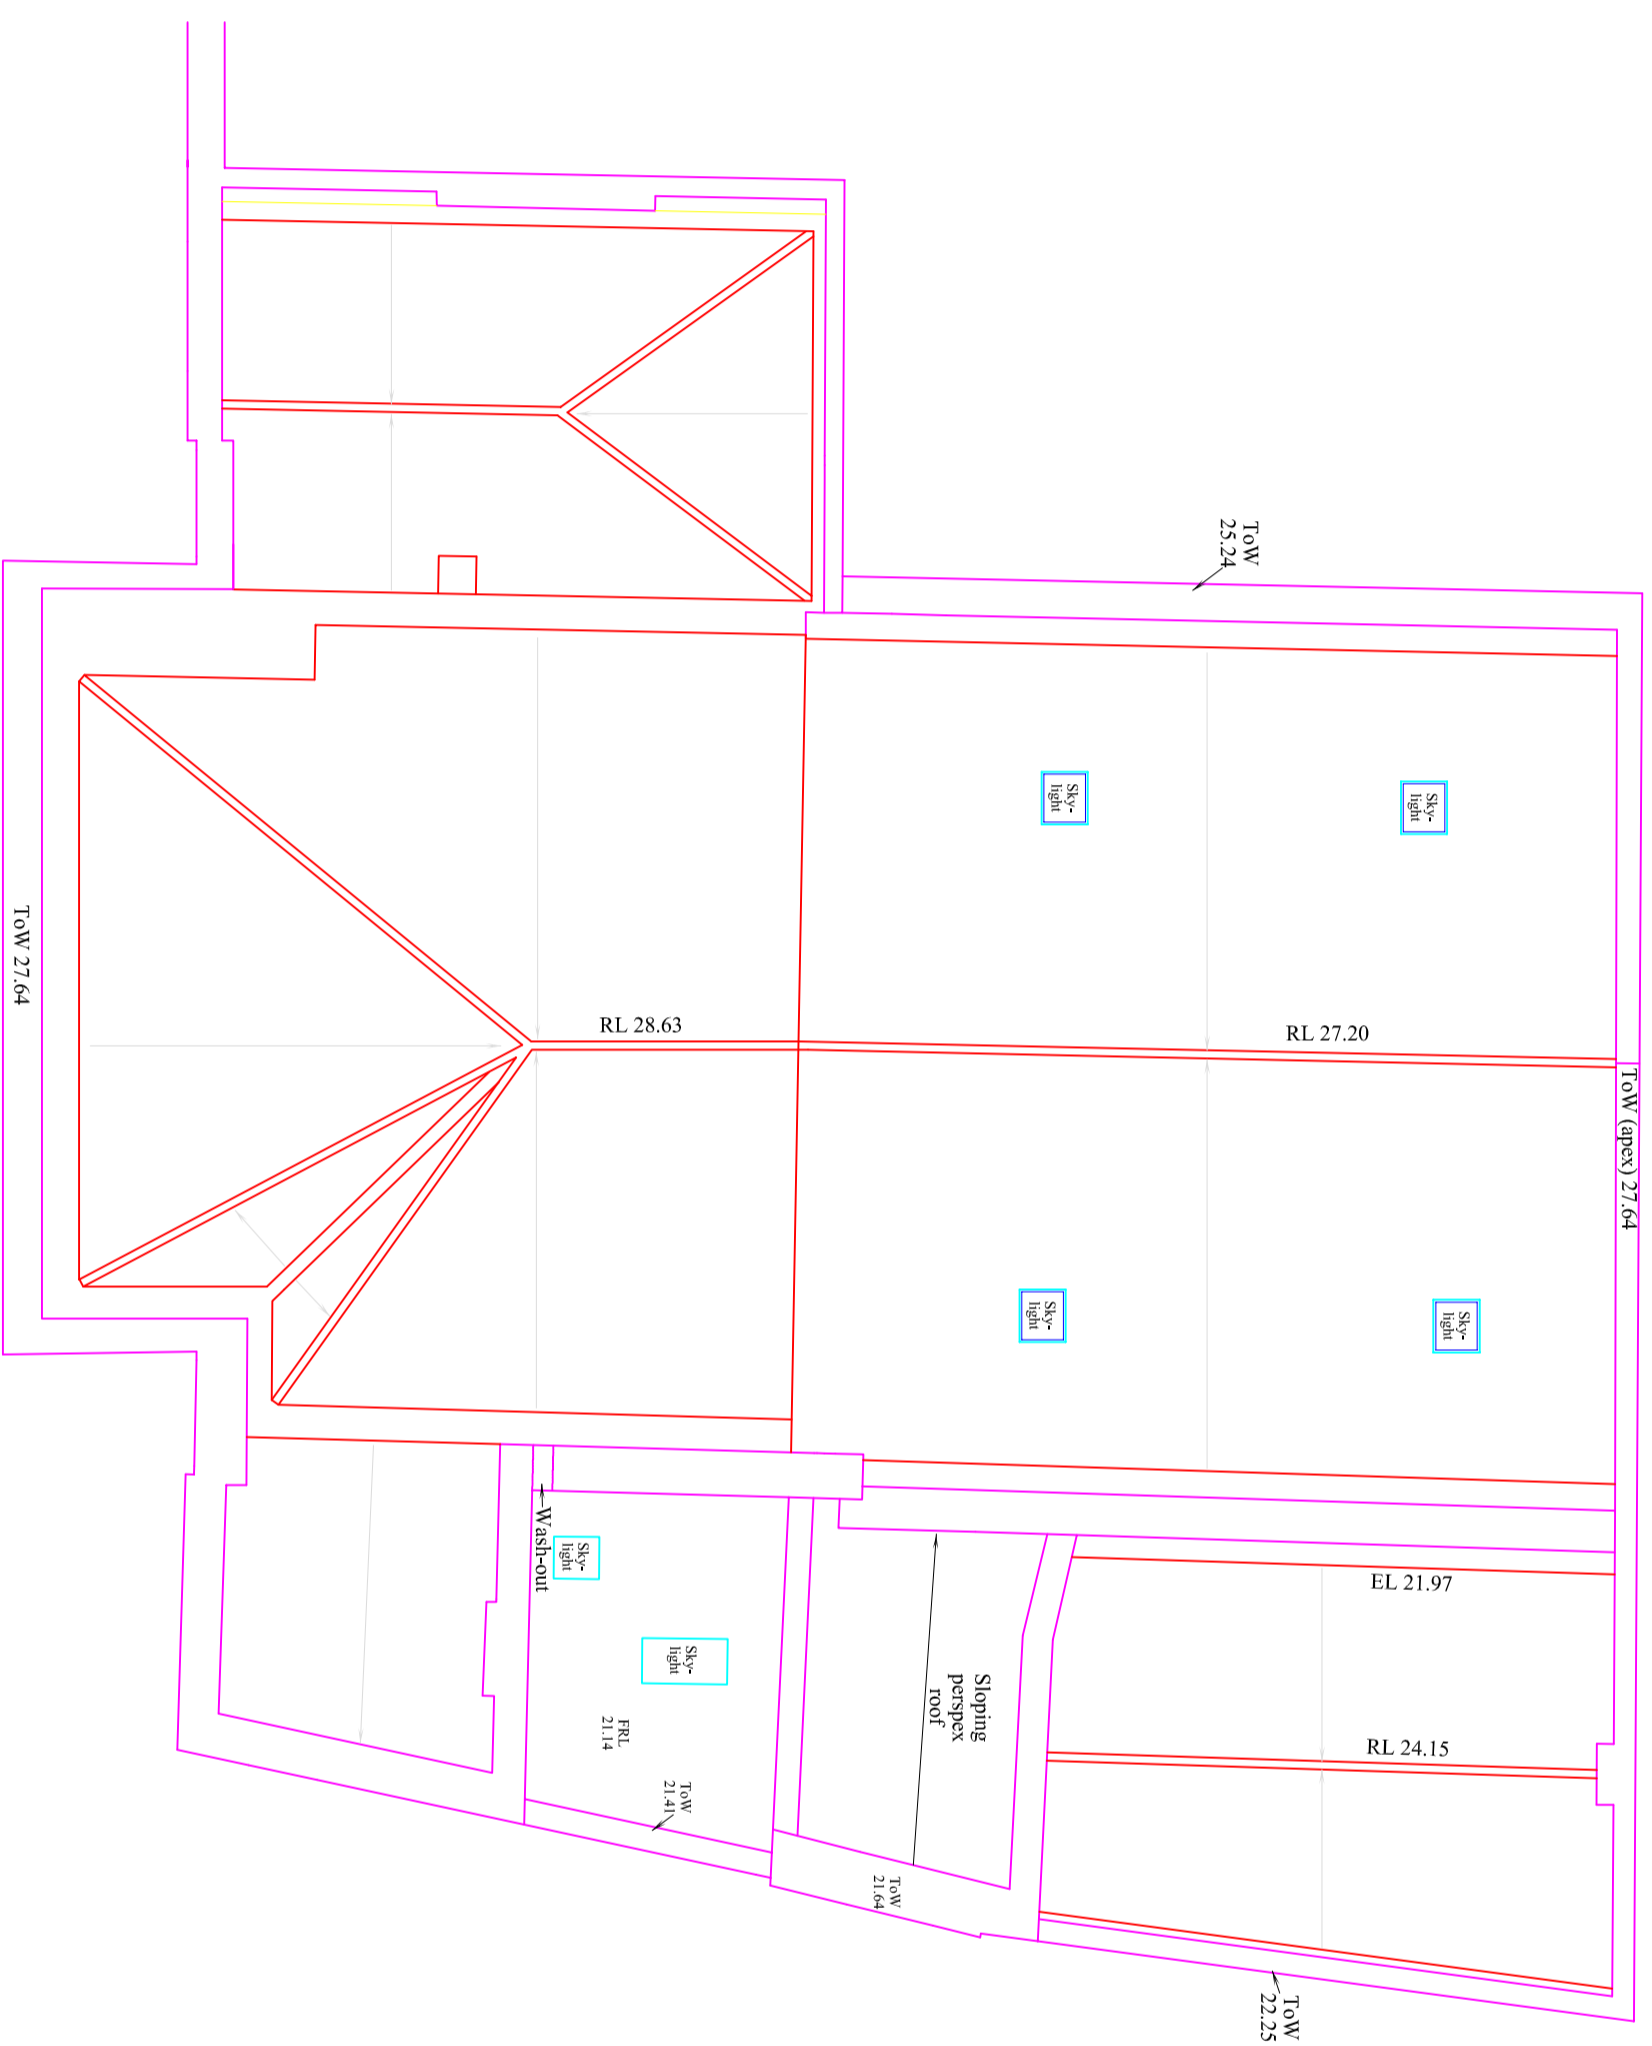 ToW
25.24
Sky-
light
Sky-
light
ToW 27.64
RL 28.63
RL 27.20
ToW (apex) 27.64
Sky-
light
Sky-
light
Wash-out
Sky-
light
EL 21.97
Sky-
light
Sloping
perspex
roof
FRL
21.14
RL 24.15
ToW
21.41
ToW
21.64
ToW
22.25